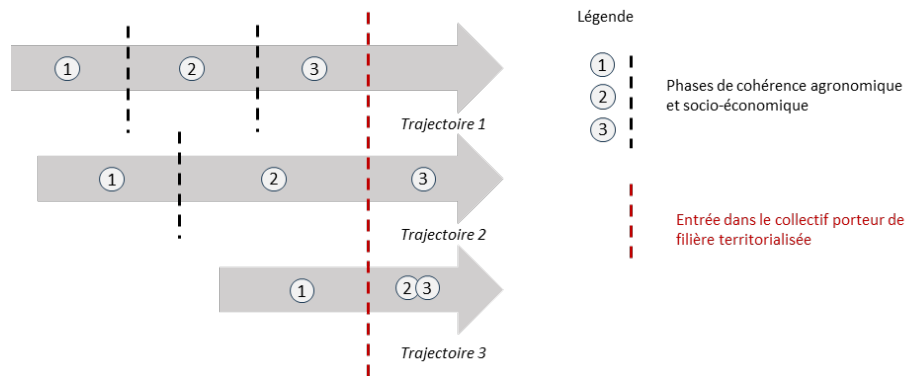 Légende
1 2 3
Trajectoire 1
1 2 3
Trajectoire 2
1 2 3
Trajectoire 3
1
2
3
Phases de cohérence agronomique
et socio-économique
Entrée dans le collectif porteur de
filière territorialisée